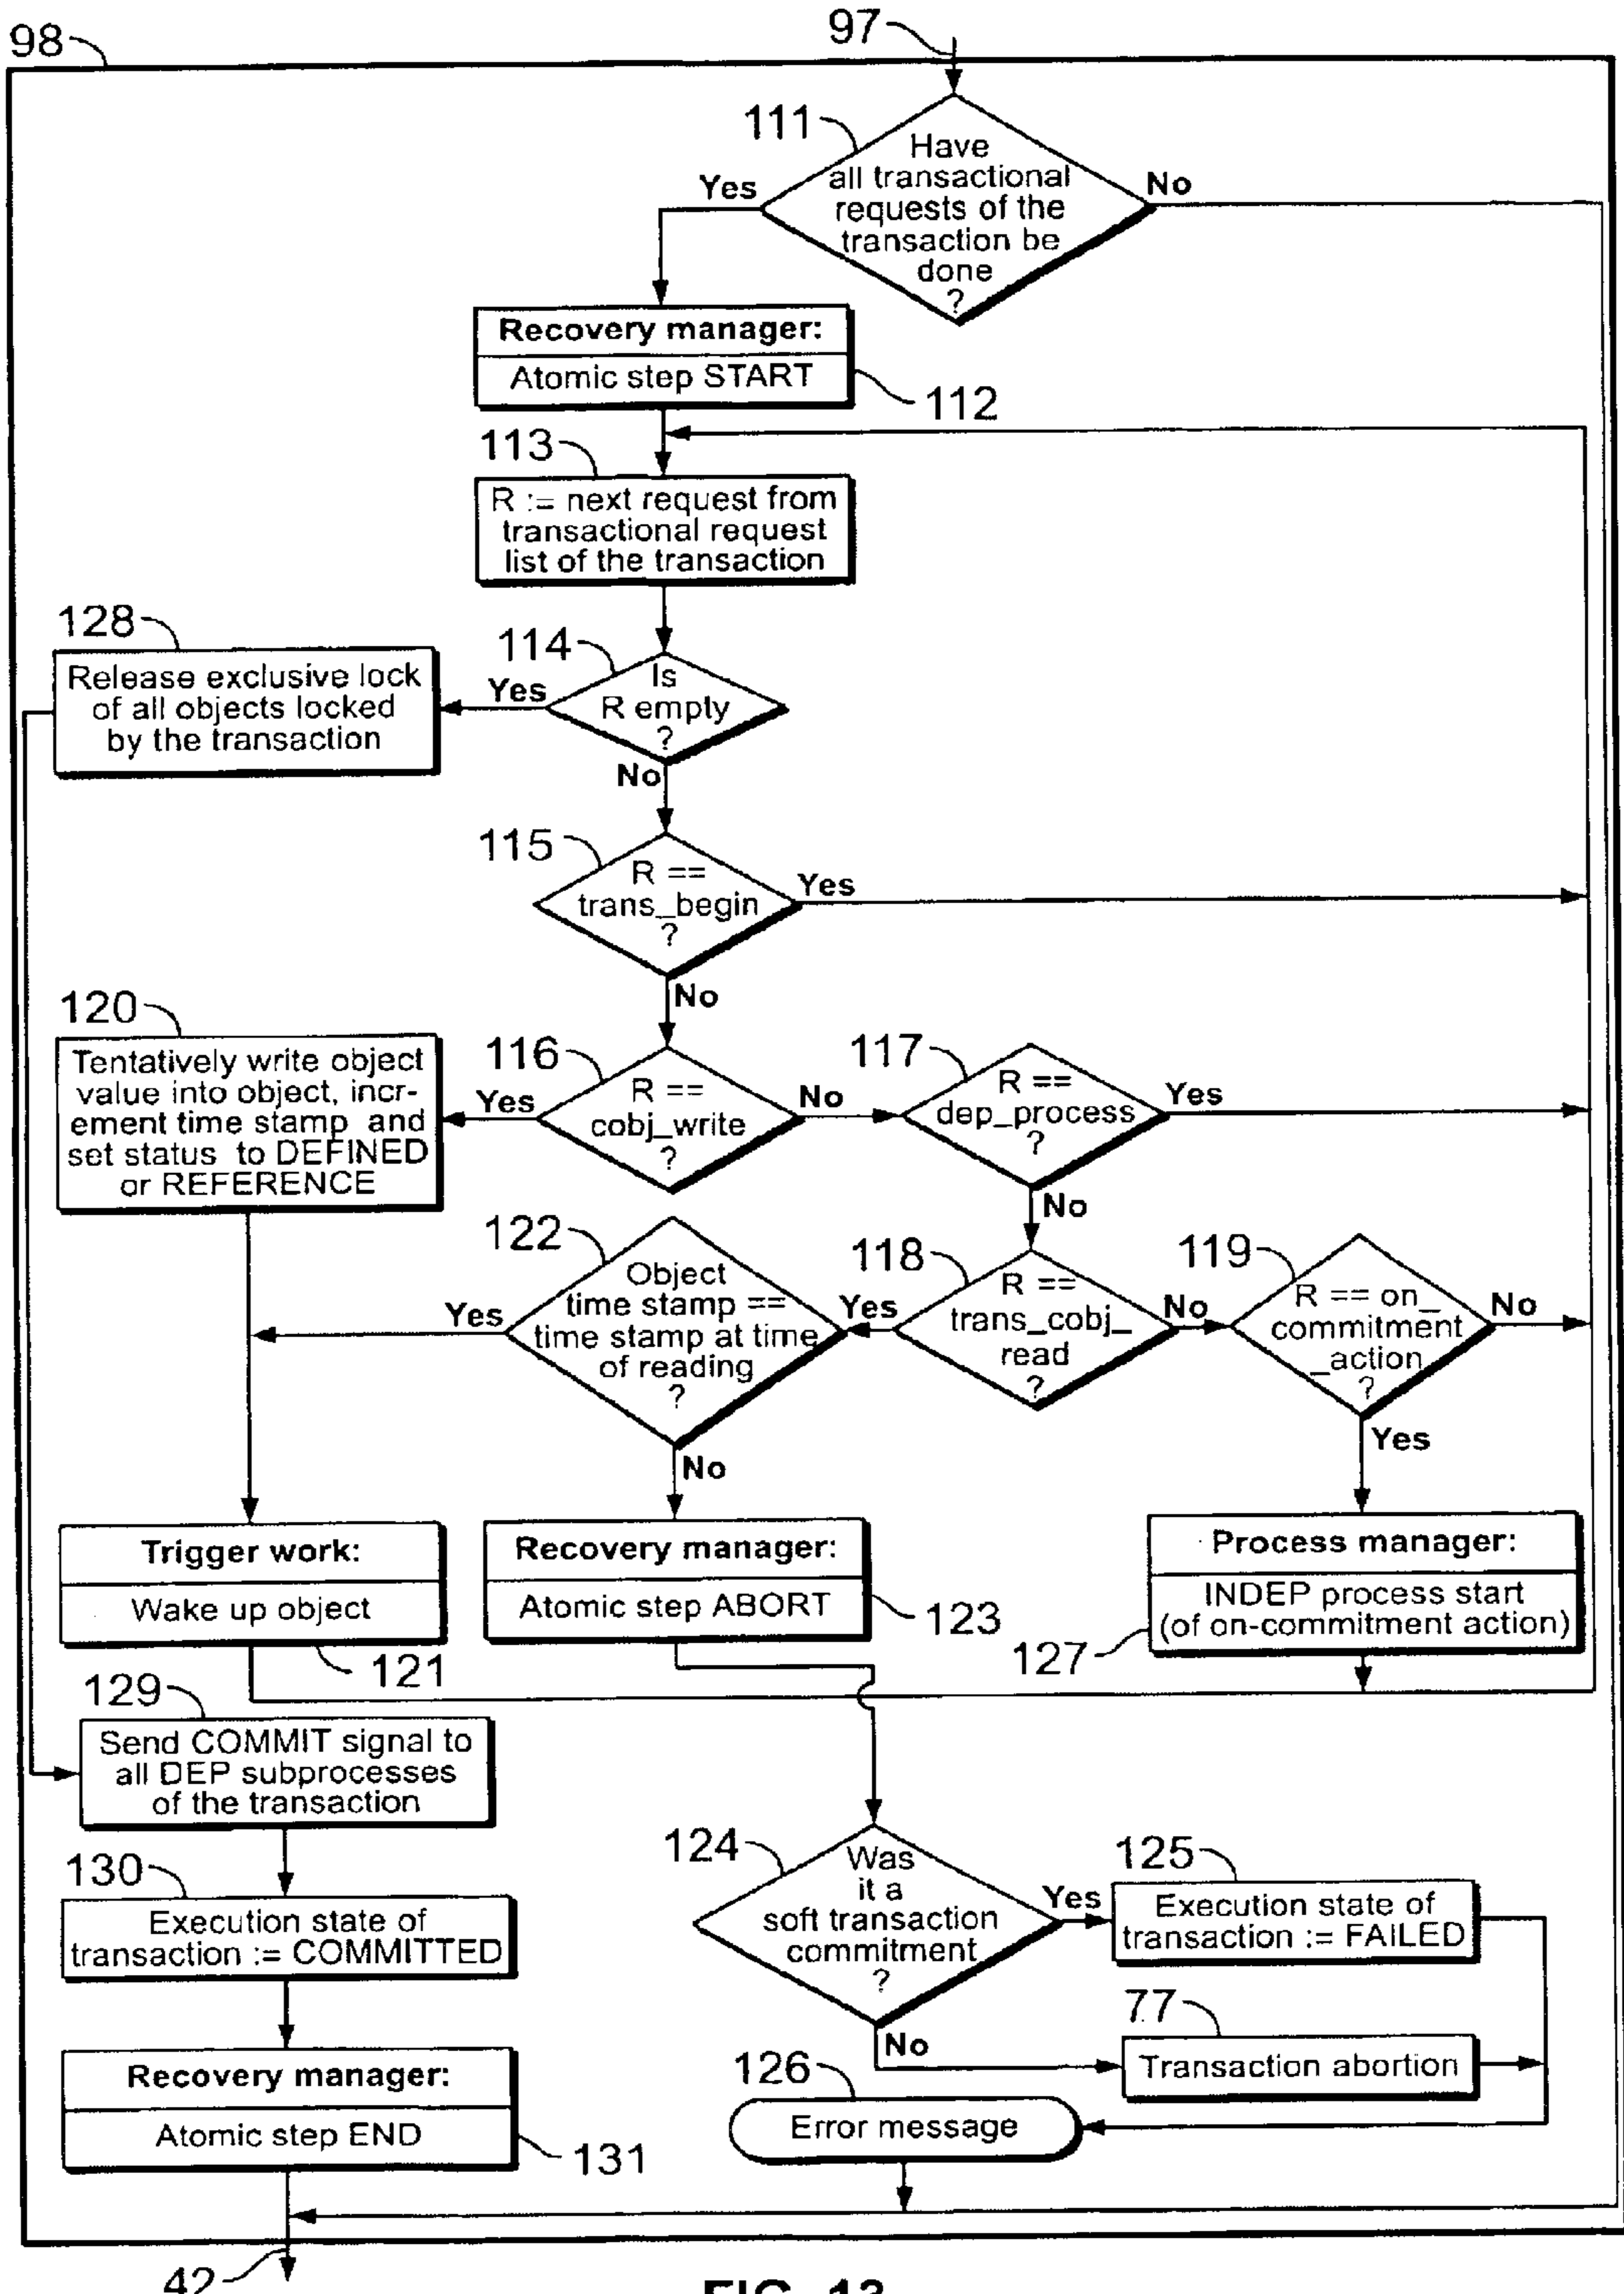 98
97
111
Have
all transactional
requests of the
transaction be
done
?
Yes
No
Recovery manager:
Atomic step START
112
113
R := next request from
transactional request
list of the transaction
128
Release exclusive lock
of all objects locked
by the transaction
114
Is
R empty
?
Yes
No
115
R ==
trans_begin
?
Yes
No
120
Tentatively write object
value into object, incr-
ement time stamp and
set status to DEFINED
or REFERENCE
116
R ==
cobj_write
?
Yes
No
117
R ==
dep_process
?
Yes
No
122
Object
time stamp ==
time stamp at time
of reading
?
Yes
No
118
R ==
trans_cobj_
read
?
Yes
No
119
R == on_
commitment
_action
?
No
Yes
Trigger work:
Wake up object
121
Recovery manager:
Atomic step ABORT
123
Process manager:
INDEP process start
(of on-commitment action)
127
129
Send COMMIT signal to
all DEP subprocesses
of the transaction
130
Execution state of
transaction := COMMITTED
124
Was
it a
soft transaction
commitment
?
Yes
No
125
Execution state of
transaction := FAILED
77
Transaction abortion
126
Error message
Recovery manager:
Atomic step END
131
42
FIG. 13